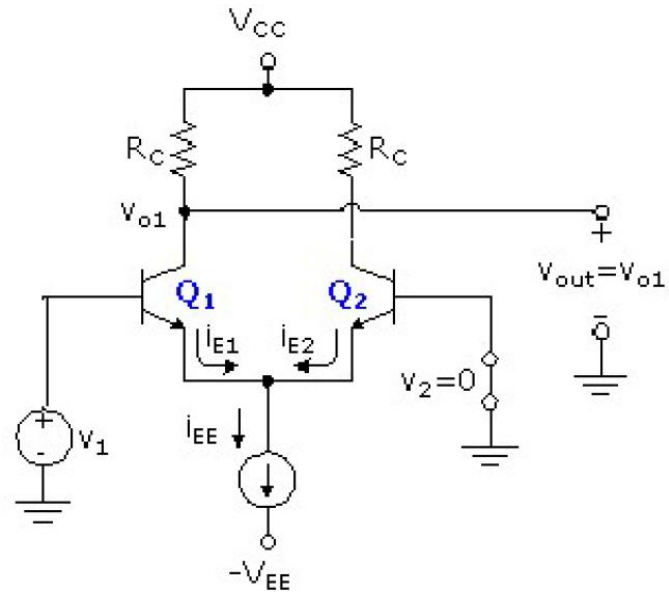 VCC
RC RC
vo1
+
vout=vo1
-
Q1 Q2
iE1 iE2
v2=0
iEE
+
v1
-
-VEE